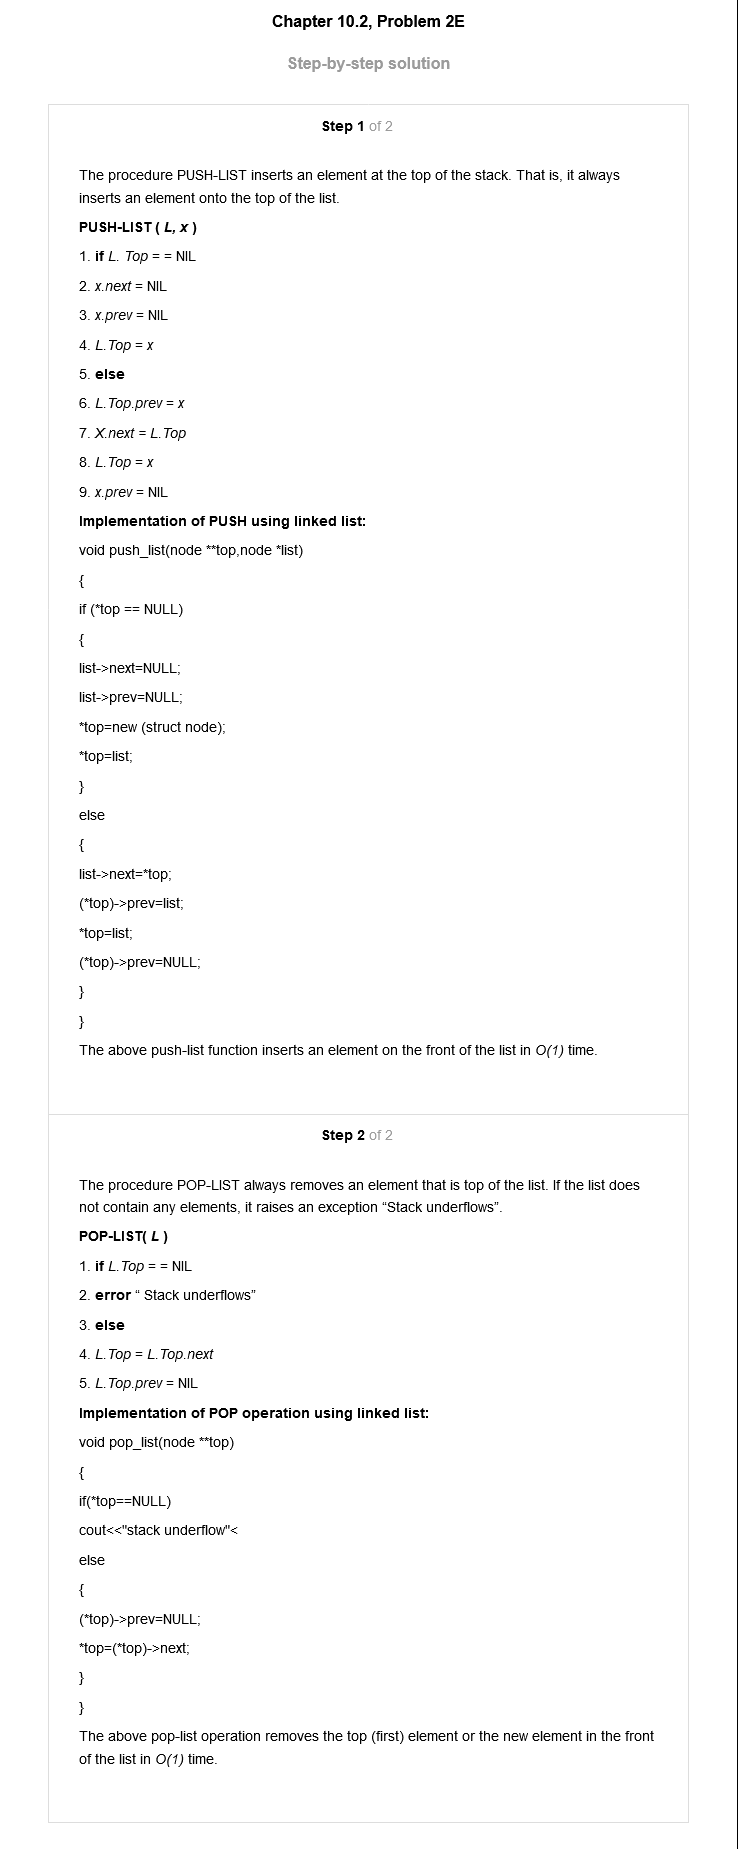 Chapter 10.2, Problem 2E
Step-by-step solution
Step 1 of 2
The procedure PUSH-LIST inserts an element at the top of the stack. That is, it always
inserts an element onto the top of the list.
PUSH-LIST ( L, x )
1. if L. Top = = NIL
2. x.next = NIL
3. x.prev = NIL
4. L.Top = x
5. else
6. L.Top.prev = x
7. X.next = L.Top
8. L.Top = x
9. x.prev = NIL
Implementation of PUSH using linked list:
void push_list(node **top,node *list)
{
if (*top == NULL)
{
list->next=NULL;
list->prev=NULL;
*top=new (struct node);
*top=list;
}
else
{
list->next=*top;
(*top)->prev=list;
*top=list;
(*top)->prev=NULL;
}
}
The above push-list function inserts an element on the front of the list in O(1) time.
Step 2 of 2
The procedure POP-LIST always removes an element that is top of the list. If the list does
not contain any elements, it raises an exception “Stack underflows”.
POP-LIST( L )
1. if L.Top = = NIL
2. error “ Stack underflows”
3. else
4. L.Top = L.Top.next
5. L.Top.prev = NIL
Implementation of POP operation using linked list:
void pop_list(node **top)
{
if(*top==NULL)
cout<<"stack underflow"<
else
{
(*top)->prev=NULL;
*top=(*top)->next;
}
}
The above pop-list operation removes the top (first) element or the new element in the front
of the list in O(1) time.